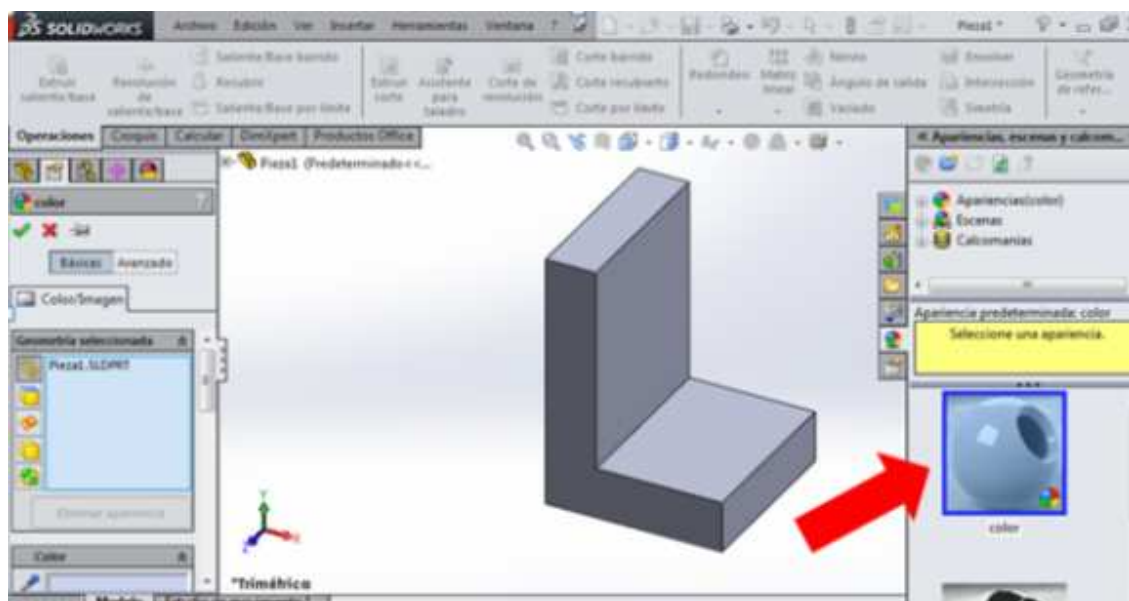 SOLIDWORKS Archivo Edición Ver Insertar Herramientas Ventana ? Pieza1 *
Extruir saliente/base
Revolución de saliente/base
Saliente/Base barrido
Recubrir
Saliente/Base por límite
Extruir corte
Asistente para taladro
Corte de revolución
Corte barrido
Corte recubierto
Corte por límite
Redondeo
Matriz lineal
Nervio
Ángulo de salida
Vaciado
Envolver
Intersección
Simetría
Geometría de refer...
Operaciones Croquis Calcular DimXpert Productos Office
Pieza1 (Predeterminado<<...
color
?
Básicas Avanzado
Color/Imagen
Geometría seleccionada
Pieza1.SLDPRT
Eliminar apariencia
Color
Y
X
*Trimétrica
Modelo
Apariencias, escenas y calcom...
Apariencias(color)
Escenas
Calcomanías
Apariencia predeterminada: color
Seleccione una apariencia.
color